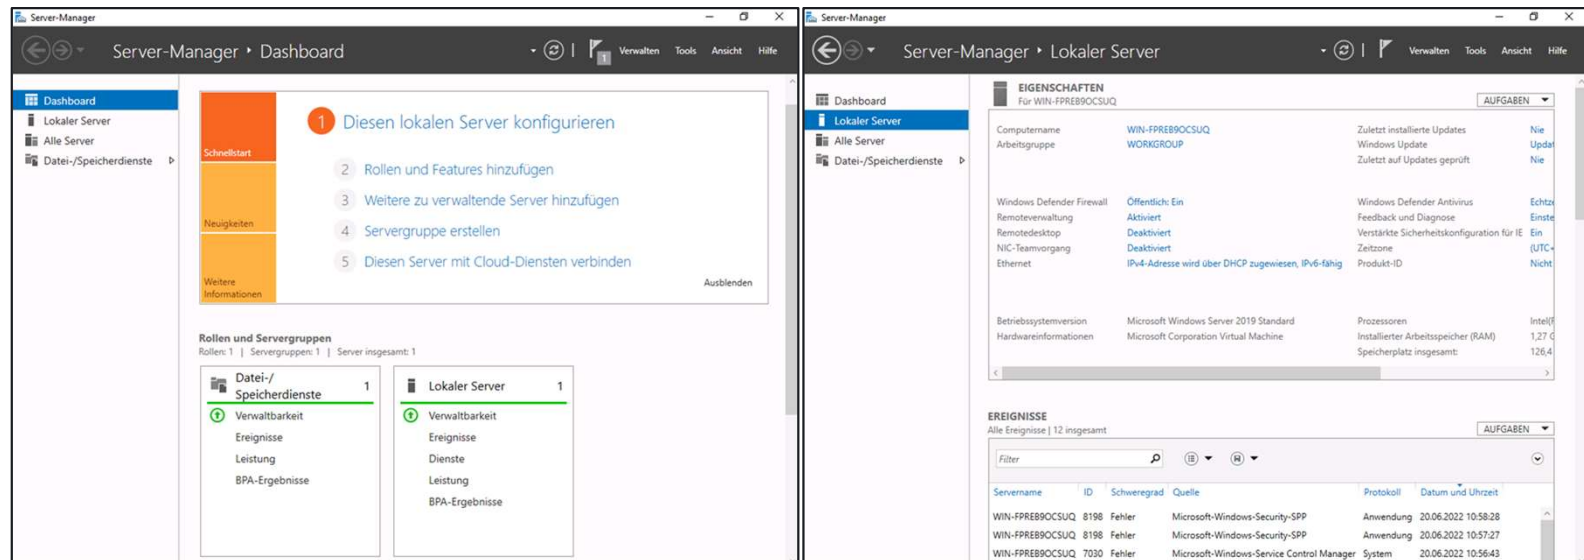 Server-Manager
Server-Manager • Dashboard
1
Verwalten Tools Ansicht Hilfe
Dashboard
Lokaler Server
Alle Server
Datei-/Speicherdienste
Schnellstart
Neuigkeiten
Weitere
Informationen
1 Diesen lokalen Server konfigurieren
2 Rollen und Features hinzufügen
3 Weitere zu verwaltende Server hinzufügen
4 Servergruppe erstellen
5 Diesen Server mit Cloud-Diensten verbinden
Ausblenden
Rollen und Servergruppen
Rollen: 1 | Servergruppen: 1 | Server insgesamt: 1
Datei-/
Speicherdienste
1
Verwaltbarkeit
Ereignisse
Leistung
BPA-Ergebnisse
Lokaler Server 1
Verwaltbarkeit
Ereignisse
Dienste
Leistung
BPA-Ergebnisse
Server-Manager
Server-Manager • Lokaler Server
Verwalten Tools Ansicht Hilfe
Dashboard
Lokaler Server
Alle Server
Datei-/Speicherdienste
EIGENSCHAFTEN
Für WIN-FPREB9OCSUQ
AUFGABEN
Computername WIN-FPREB9OCSUQ Zuletzt installierte Updates Nie
Arbeitsgruppe WORKGROUP Windows Update Updat
Zuletzt auf Updates geprüft Nie
Windows Defender Firewall Öffentlich: Ein Windows Defender Antivirus Echtze
Remoteverwaltung Aktiviert Feedback und Diagnose Einste
Remotedesktop Deaktiviert Verstärkte Sicherheitskonfiguration für IE Ein
NIC-Teamvorgang Deaktiviert Zeitzone (UTC+
Ethernet IPv4-Adresse wird über DHCP zugewiesen, IPv6-fähig Produkt-ID Nicht
Betriebssystemversion Microsoft Windows Server 2019 Standard Prozessoren Intel(R
Hardwareinformationen Microsoft Corporation Virtual Machine Installierter Arbeitsspeicher (RAM) 1,27 G
Speicherplatz insgesamt: 126,4
EREIGNISSE
Alle Ereignisse | 12 insgesamt
AUFGABEN
Filter
Servername ID Schweregrad Quelle Protokoll Datum und Uhrzeit
WIN-FPREB9OCSUQ 8198 Fehler Microsoft-Windows-Security-SPP Anwendung 20.06.2022 10:58:28
WIN-FPREB9OCSUQ 8198 Fehler Microsoft-Windows-Security-SPP Anwendung 20.06.2022 10:57:27
WIN-FPREB9OCSUQ 7030 Fehler Microsoft-Windows-Service Control Manager System 20.06.2022 10:56:43